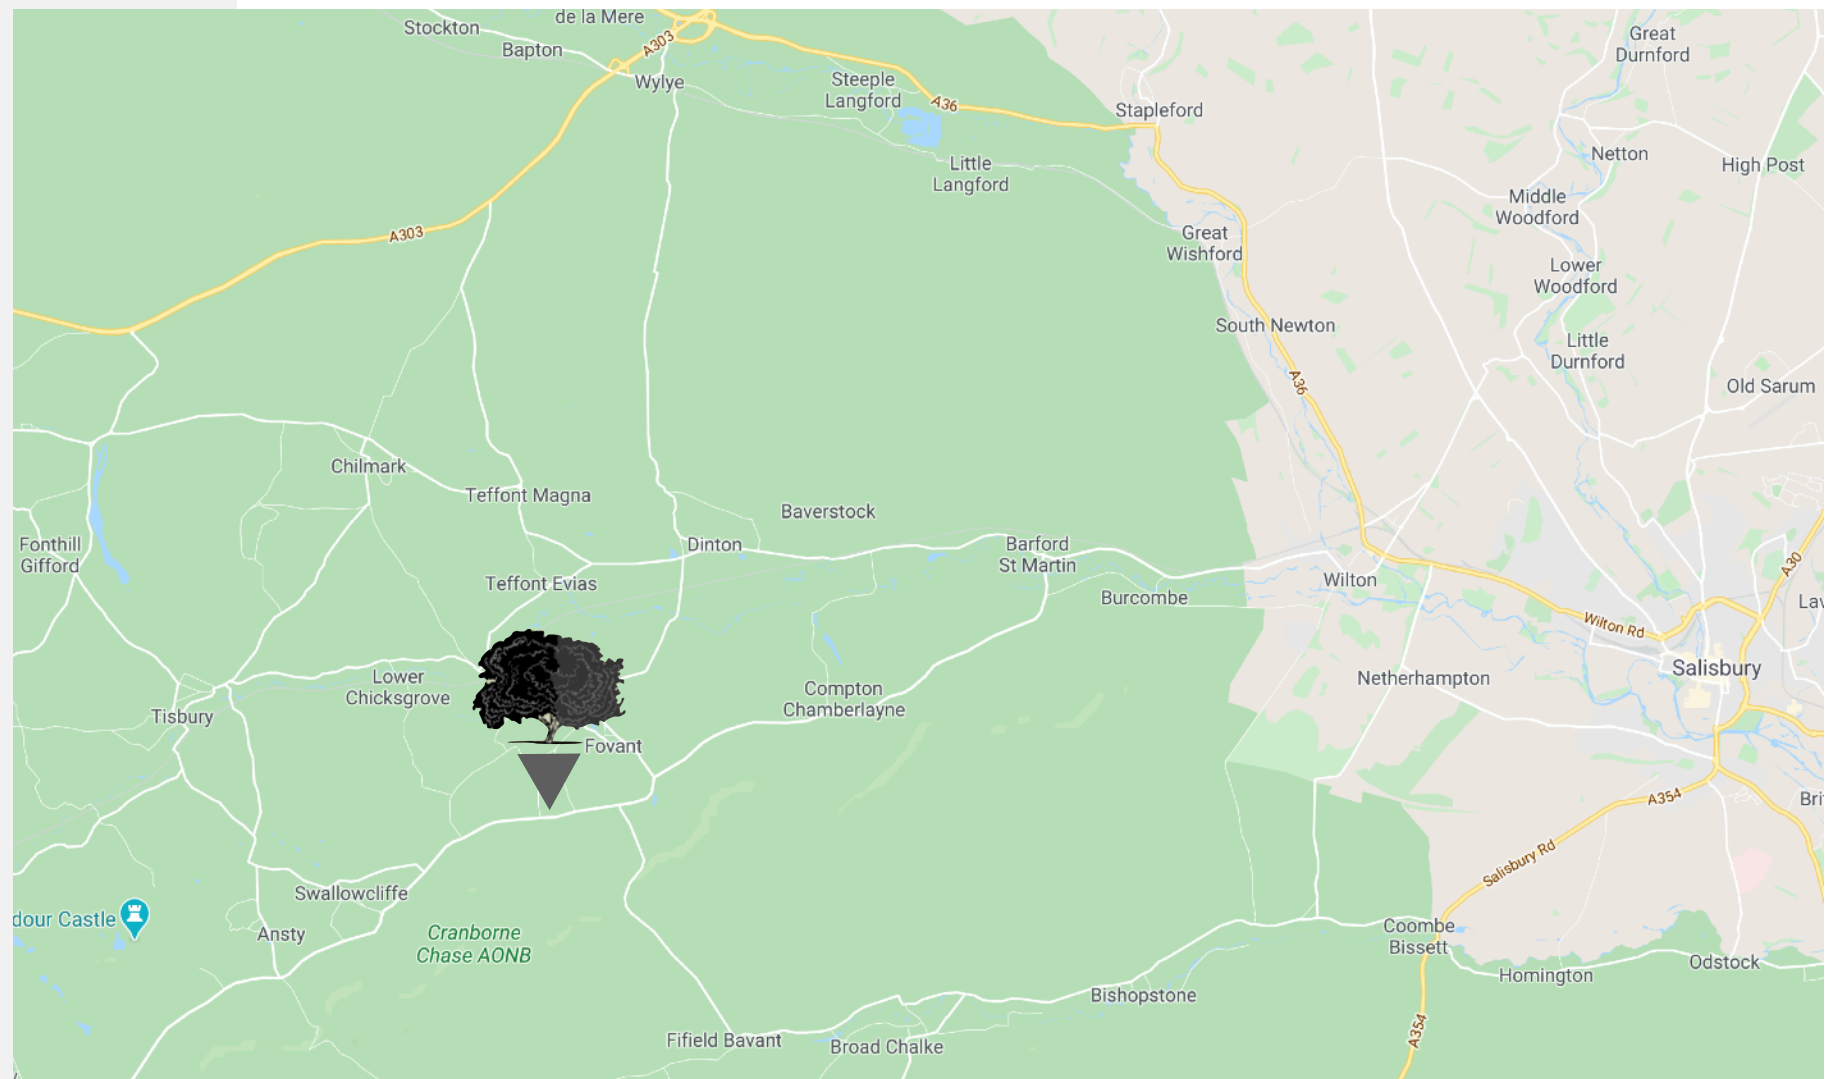 de la Mere
Stockton
Bapton
A303
Wylye
Steeple
Langford
A36
Stapleford
Great
Durnford
Netton
High Post
Little
Langford
Middle
Woodford
A303
Great
Wishford
Lower
Woodford
South Newton
Little
Durnford
A36
Old Sarum
Chilmark
Teffont Magna
Baverstock
Fonthill
Gifford
Dinton
Barford
St Martin
A30
Teffont Evias
Wilton
Burcombe
Lav
Wilton Rd
Lower
Chicksgrove
Netherhampton
Salisbury
Compton
Chamberlayne
Tisbury
Fovant
A354
Bri
Salisbury Rd
Swallowcliffe
dour Castle
Ansty
Cranborne
Chase AONB
Coombe
Bissett
Odstock
Homington
Bishopstone
A354
Fifield Bavant
Broad Chalke